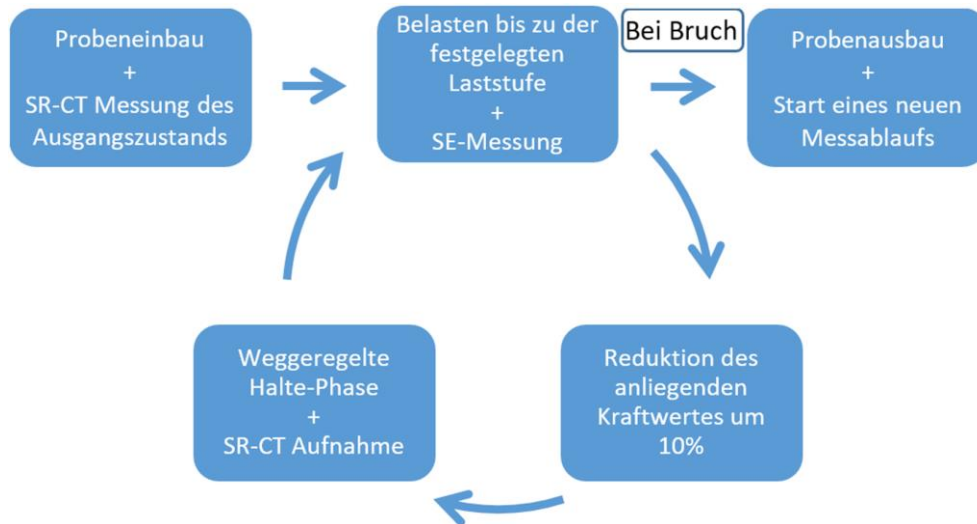 Probeneinbau
+
SR-CT Messung des
Ausgangszustands
Belasten bis zu der
festgelegten
Laststufe
+
SE-Messung
Bei Bruch
Probenausbau
+
Start eines neuen
Messablaufs
Reduktion des
anliegenden
Kraftwertes um
10%
Weggeregelte
Halte-Phase
+
SR-CT Aufnahme